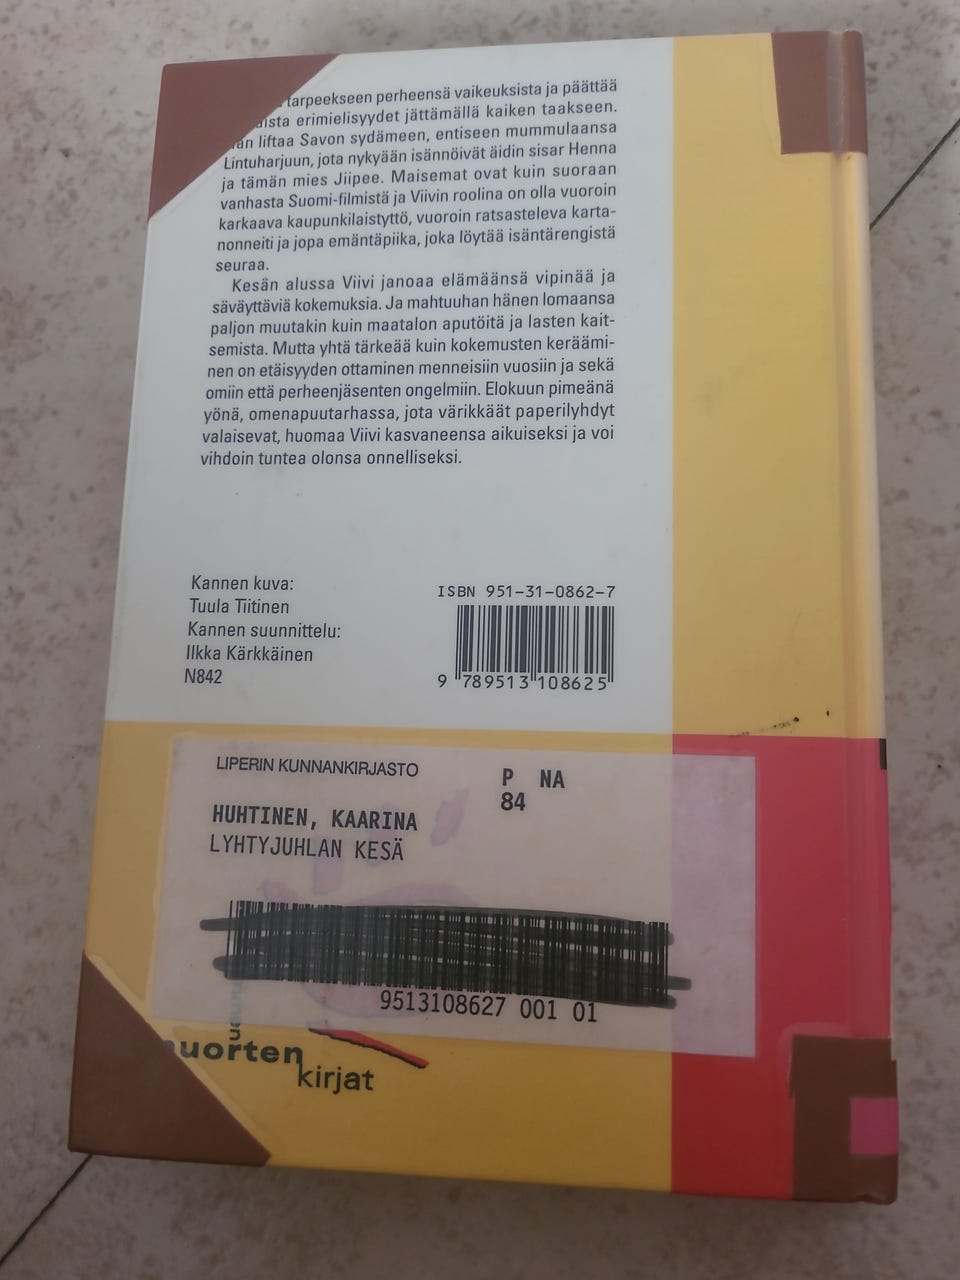 tarpeekseen perheensä vaikeuksista ja päättää
erimielisyydet jättämällä kaiken taakseen.
liftaa Savon sydämeen, entiseen mummulaansa
Lintuharjuun, jota nykyään isännöivät äidin sisar Henna
ja tämän mies Jiipee. Maisemat ovat kuin suoraan
vanhasta Suomi-filmistä ja Viivin roolina on olla vuoroin
karkaava kaupunkilaistyttö, vuoroin ratsasteleva karta-
nonneiti ja jopa emäntäpiika, joka löytää isäntärengistä
seuraa.
Kesän alussa Viivi janoaa elämäänsä vipinää ja
säväyttäviä kokemuksia. Ja mahtuuhan hänen lomaansa
paljon muutakin kuin maatalon aputöitä ja lasten kait-
semista. Mutta yhtä tärkeää kuin kokemusten keräämi-
nen on etäisyyden ottaminen menneisiin vuosiin ja sekä
omiin että perheenjäsenten ongelmiin. Elokuun pimeänä
yönä, omenapuutarhassa, jota värikkäät paperilyhdyt
valaisevat, huomaa Viivi kasvaneensa aikuiseksi ja voi
vihdoin tuntea olonsa onnelliseksi.
Kannen kuva:
Tuula Tiitinen
Kannen suunnittelu:
Ilkka Kärkkäinen
N842
ISBN 951-31-0862-7
9 789513 108625
LIPERIN KUNNANKIRJASTO
P NA
84
HUHTINEN, KAARINA
LYHTYJUHLAN KESÄ
9513108627 001 01
nuorten
kirjat